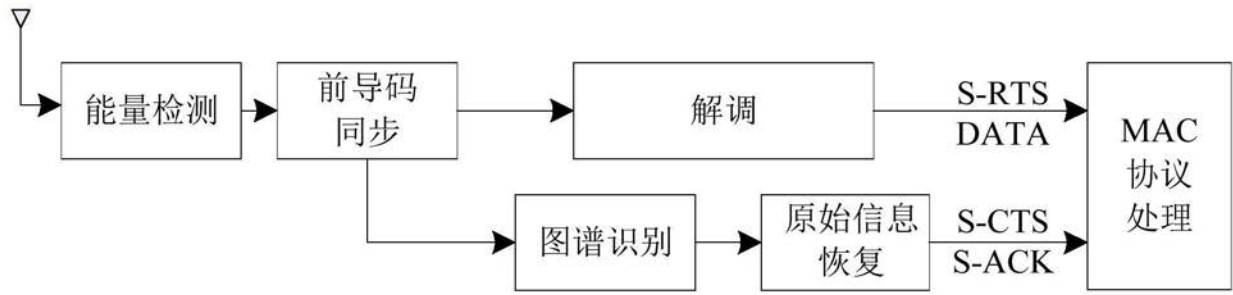 能量检测
前导码
同步
解调
S-RTS
DATA
MAC
协议
处理
图谱识别
原始信息
恢复
S-CTS
S-ACK